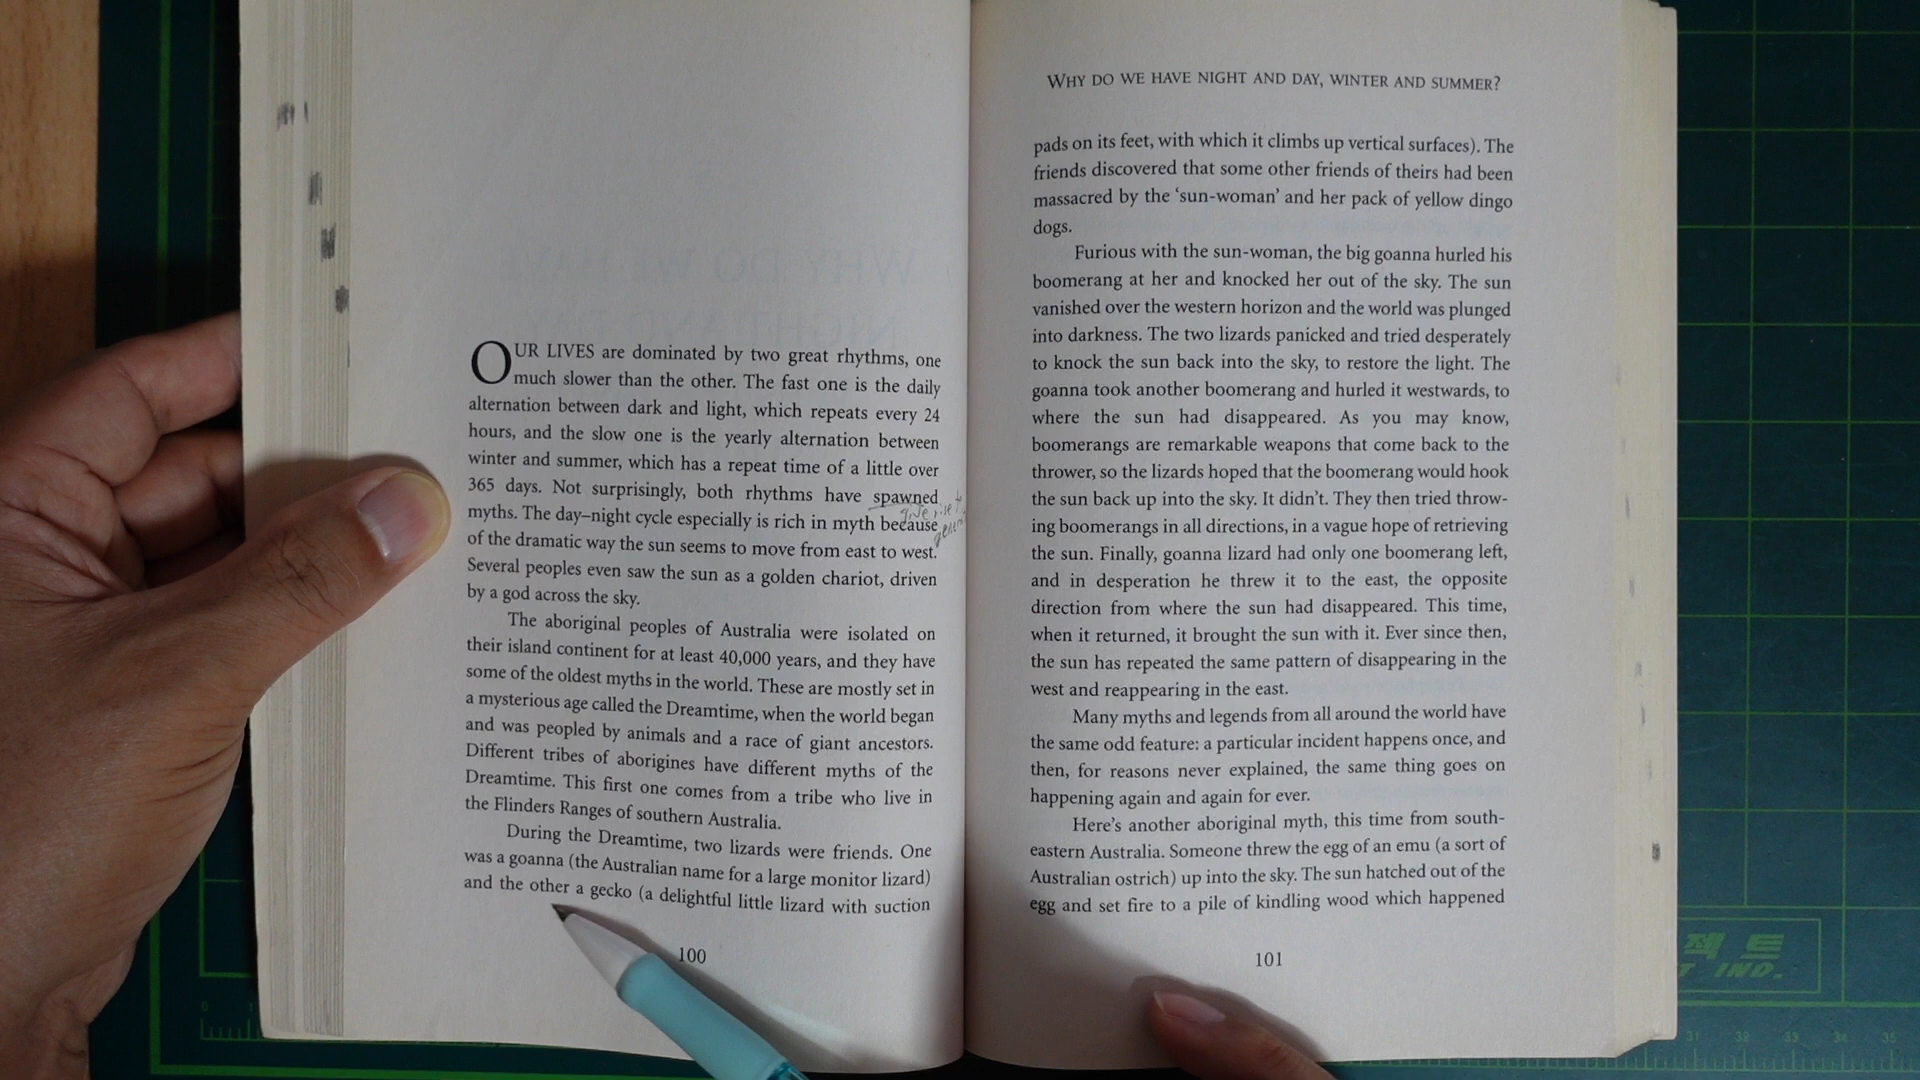 OUR LIVES are dominated by two great rhythms, one
much slower than the other. The fast one is the daily
alternation between dark and light, which repeats every 24
hours, and the slow one is the yearly alternation between
winter and summer, which has a repeat time of a little over
365 days. Not surprisingly, both rhythms have spawned
give rise to
myths. The day–night cycle especially is rich in myth because
of the dramatic way the sun seems to move from east to west.
Several peoples even saw the sun as a golden chariot, driven
by a god across the sky.
The aboriginal peoples of Australia were isolated on
their island continent for at least 40,000 years, and they have
some of the oldest myths in the world. These are mostly set in
a mysterious age called the Dreamtime, when the world began
and was peopled by animals and a race of giant ancestors.
Different tribes of aborigines have different myths of the
Dreamtime. This first one comes from a tribe who live in
the Flinders Ranges of southern Australia.
During the Dreamtime, two lizards were friends. One
was a goanna (the Australian name for a large monitor lizard)
and the other a gecko (a delightful little lizard with suction
100
WHY DO WE HAVE NIGHT AND DAY, WINTER AND SUMMER?
pads on its feet, with which it climbs up vertical surfaces). The
friends discovered that some other friends of theirs had been
massacred by the ‘sun-woman’ and her pack of yellow dingo
dogs.
Furious with the sun-woman, the big goanna hurled his
boomerang at her and knocked her out of the sky. The sun
vanished over the western horizon and the world was plunged
into darkness. The two lizards panicked and tried desperately
to knock the sun back into the sky, to restore the light. The
goanna took another boomerang and hurled it westwards, to
where the sun had disappeared. As you may know,
boomerangs are remarkable weapons that come back to the
thrower, so the lizards hoped that the boomerang would hook
the sun back up into the sky. It didn’t. They then tried throw-
ing boomerangs in all directions, in a vague hope of retrieving
the sun. Finally, goanna lizard had only one boomerang left,
and in desperation he threw it to the east, the opposite
direction from where the sun had disappeared. This time,
when it returned, it brought the sun with it. Ever since then,
the sun has repeated the same pattern of disappearing in the
west and reappearing in the east.
Many myths and legends from all around the world have
the same odd feature: a particular incident happens once, and
then, for reasons never explained, the same thing goes on
happening again and again for ever.
Here’s another aboriginal myth, this time from south-
eastern Australia. Someone threw the egg of an emu (a sort of
Australian ostrich) up into the sky. The sun hatched out of the
egg and set fire to a pile of kindling wood which happened
101
젝트
IND.
31 32 33 34 35